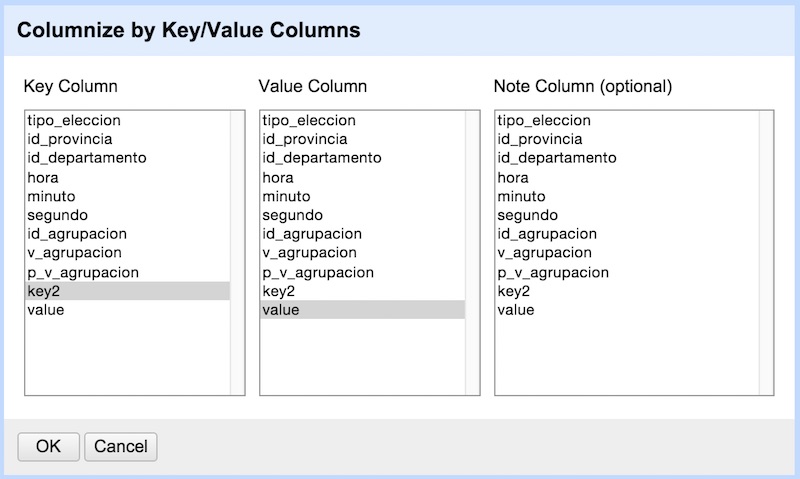 Columnize by Key/Value Columns
Key Column
tipo_eleccion
id_provincia
id_departamento
hora
minuto
segundo
id_agrupacion
v_agrupacion
p_v_agrupacion
key2
value
Value Column
tipo_eleccion
id_provincia
id_departamento
hora
minuto
segundo
id_agrupacion
v_agrupacion
p_v_agrupacion
key2
value
Note Column (optional)
tipo_eleccion
id_provincia
id_departamento
hora
minuto
segundo
id_agrupacion
v_agrupacion
p_v_agrupacion
key2
value
OK Cancel